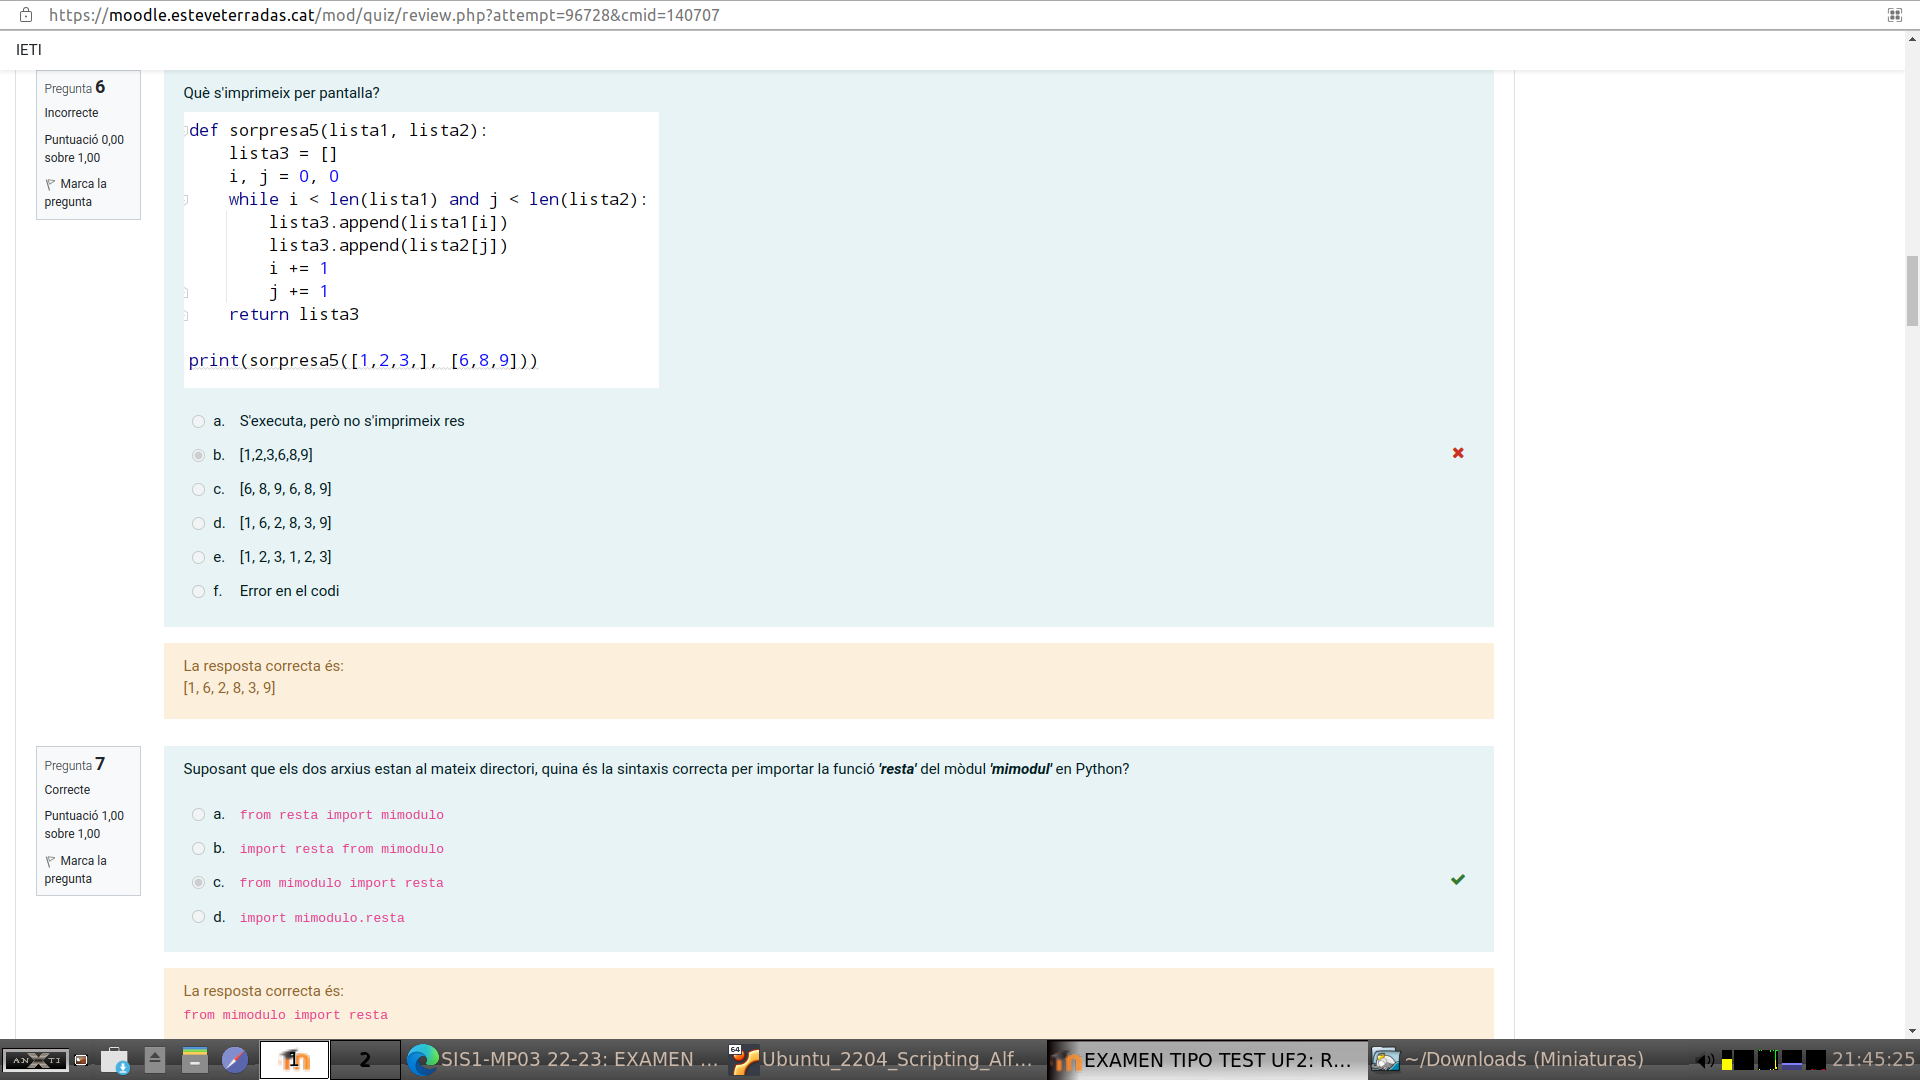 https://moodle.esteveterradas.cat/mod/quiz/review.php?attempt=96728&cmid=140707
IETI
Pregunta 6
Incorrecte
Puntuació 0,00
sobre 1,00
Marca la
pregunta
Què s'imprimeix per pantalla?
def sorpresa5(lista1, lista2):
    lista3 = []
    i, j = 0, 0
    while i < len(lista1) and j < len(lista2):
        lista3.append(lista1[i])
        lista3.append(lista2[j])
        i += 1
        j += 1
    return lista3
print(sorpresa5([1,2,3,], [6,8,9]))
a. S'executa, però no s'imprimeix res
b. [1,2,3,6,8,9]
c. [6, 8, 9, 6, 8, 9]
d. [1, 6, 2, 8, 3, 9]
e. [1, 2, 3, 1, 2, 3]
f. Error en el codi
La resposta correcta és:
[1, 6, 2, 8, 3, 9]
Pregunta 7
Correcte
Puntuació 1,00
sobre 1,00
Marca la
pregunta
Suposant que els dos arxius estan al mateix directori, quina és la sintaxis correcta per importar la funció 'resta' del mòdul 'mimodul' en Python?
a. from resta import mimodulo
b. import resta from mimodulo
c. from mimodulo import resta
d. import mimodulo.resta
La resposta correcta és:
from mimodulo import resta
ANXTI
1
2
SIS1-MP03 22-23: EXAMEN ...
64
Ubuntu_2204_Scripting_Alf...
EXAMEN TIPO TEST UF2: R...
~/Downloads (Miniaturas)
21:45:25